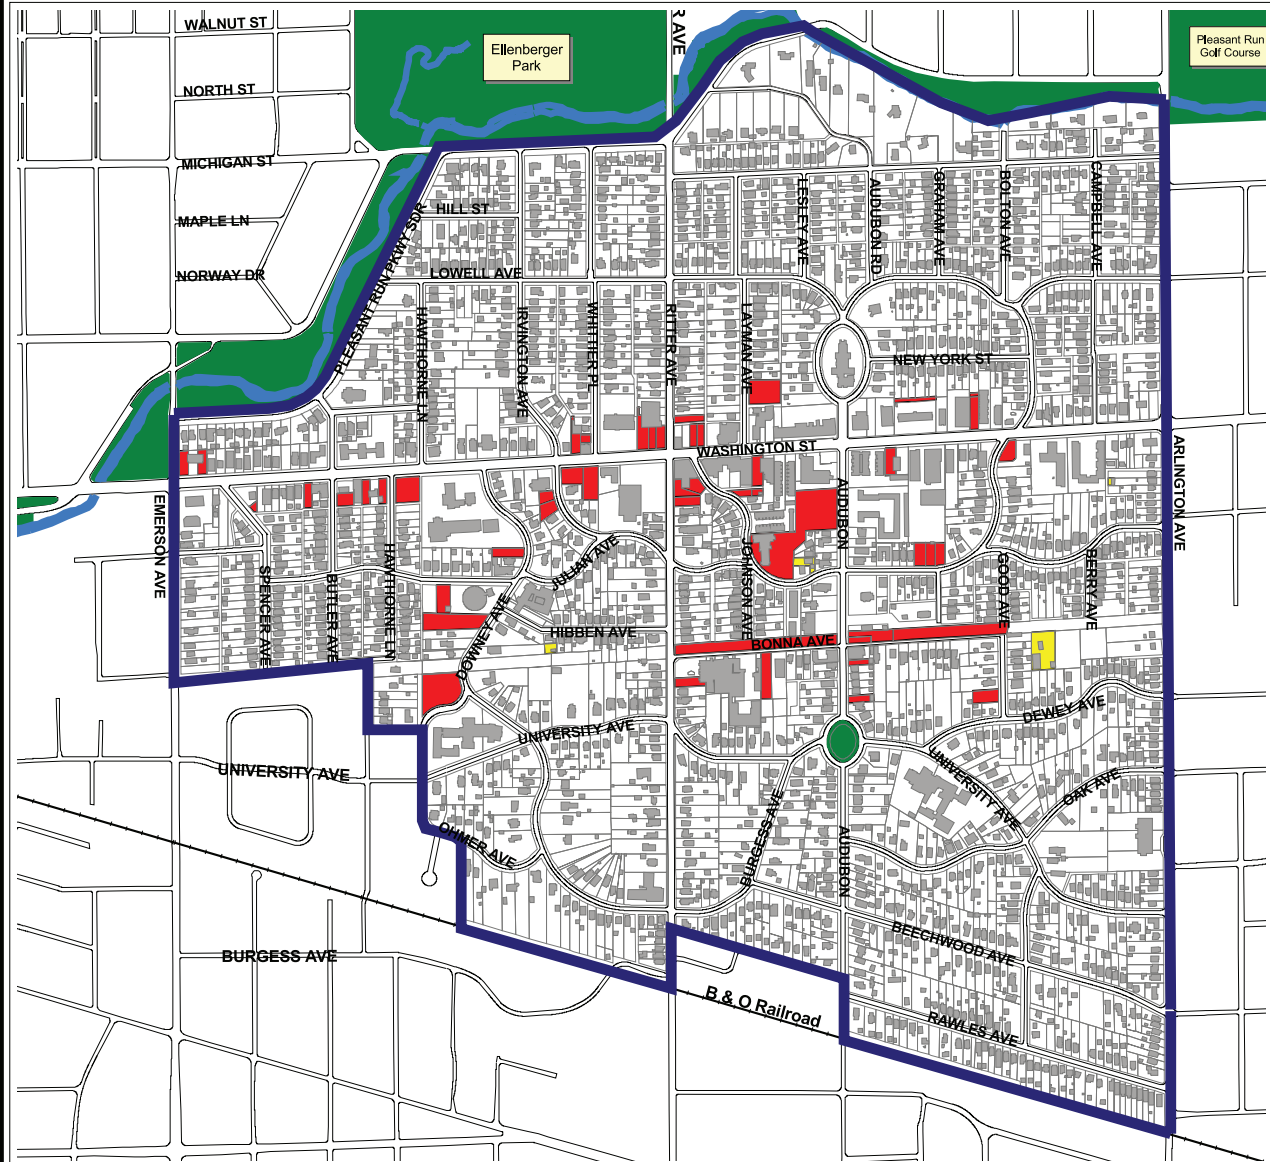 WALNUT ST
R AVE
Ellenberger
Park
Pleasant Run
Golf Course
NORTH ST
MICHIGAN ST
MAPLE LN
NORWAY DR
HILL ST
LOWELL AVE
PLEASANT RUN PKWY SDR
LESLEY AVE
AUDUBON RD
GRAHAM AVE
BOLTON AVE
CAMPBELL AVE
HAWTHORNE LN
IRVINGTON AVE
WHITTIER PL
RITTER AVE
LAYMAN AVE
NEW YORK ST
WASHINGTON ST
EMERSON AVE
AUDUBON
ARLINGTON AVE
SPENCER AVE
BUTLER AVE
HAWTHORNE LN
JULIAN AVE
JOHNSON AVE
GOOD AVE
BERRY AVE
DOWNEY AVE
HIBBEN AVE
BONNA AVE
DEWEY AVE
UNIVERSITY AVE
UNIVERSITY AVE
UNIVERSITY AVE
OAK AVE
OHMER AVE
BURGESS AVE
AUDUBON
BURGESS AVE
BEECHWOOD AVE
B & O Railroad
RAWLES AVE